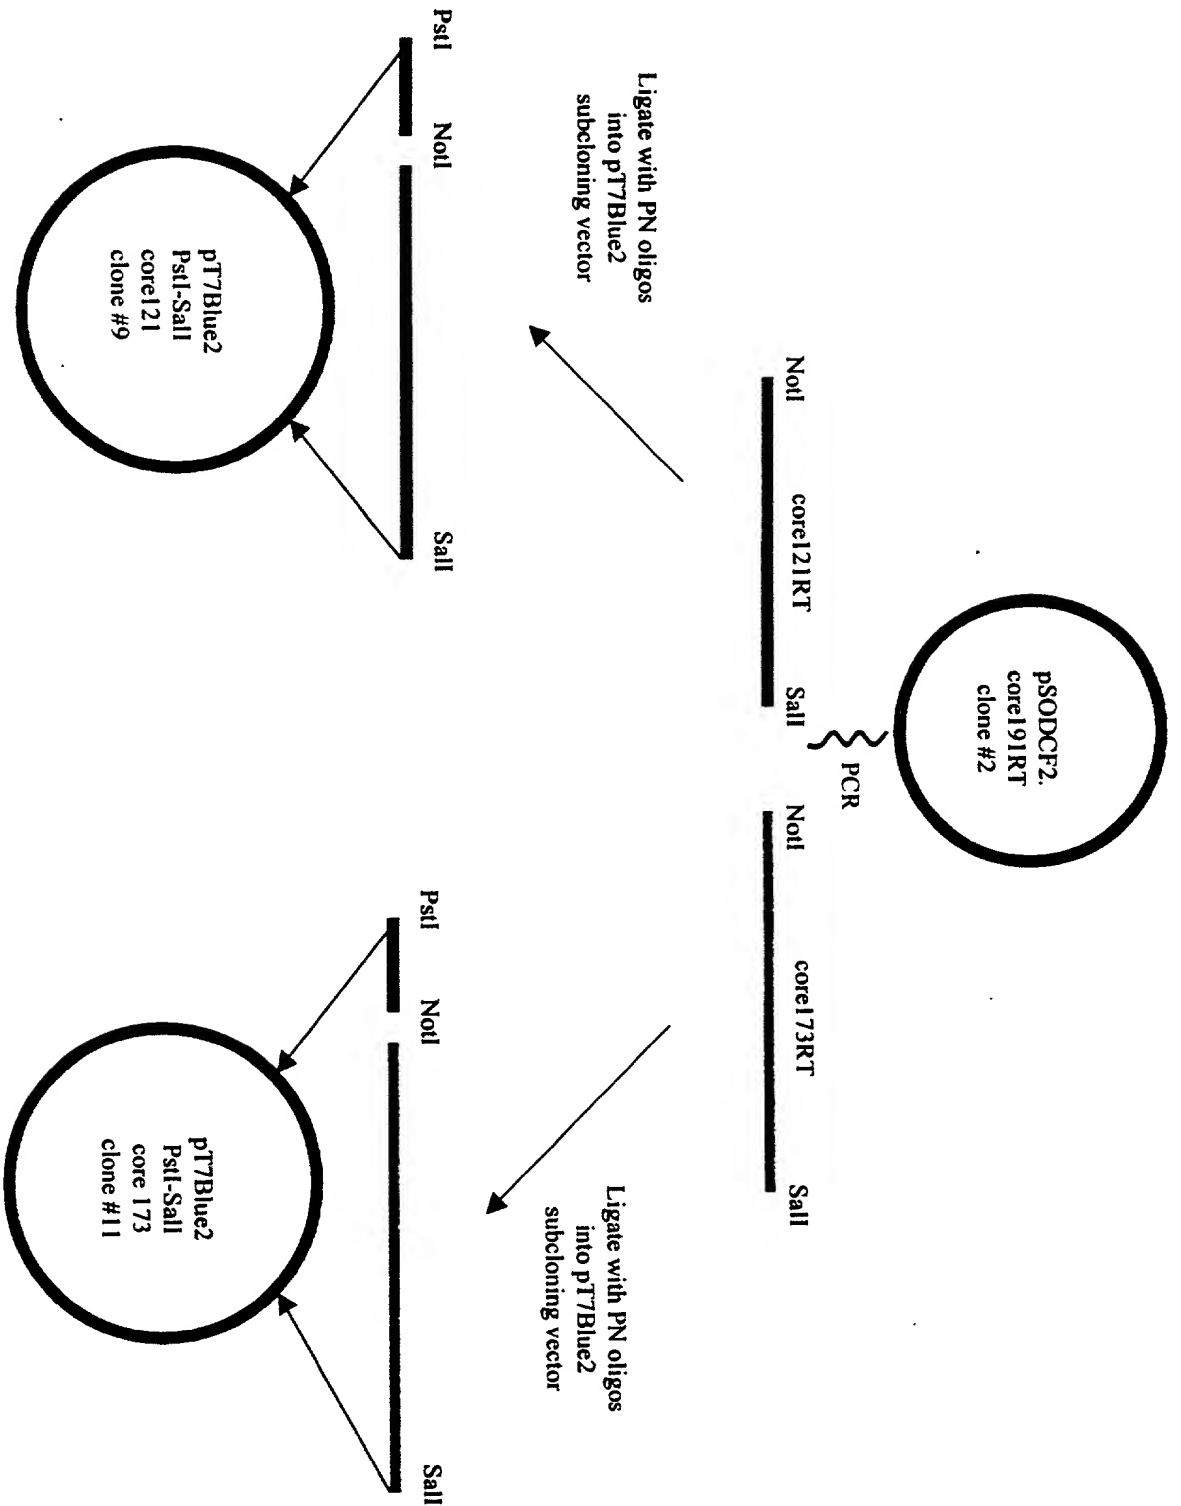 pSODCF2.
core191RT
clone #2
PCR
NotI
core121RT
SalI
NotI
core173RT
SalI
Ligate with PN oligos
into pT7Blue2
subcloning vector
Ligate with PN oligos
into pT7Blue2
subcloning vector
PstI
NotI
SalI
PstI
NotI
SalI
pT7Blue2
PstI-SalI
core121
clone #9
pT7Blue2
PstI-SalI
core 173
clone #11